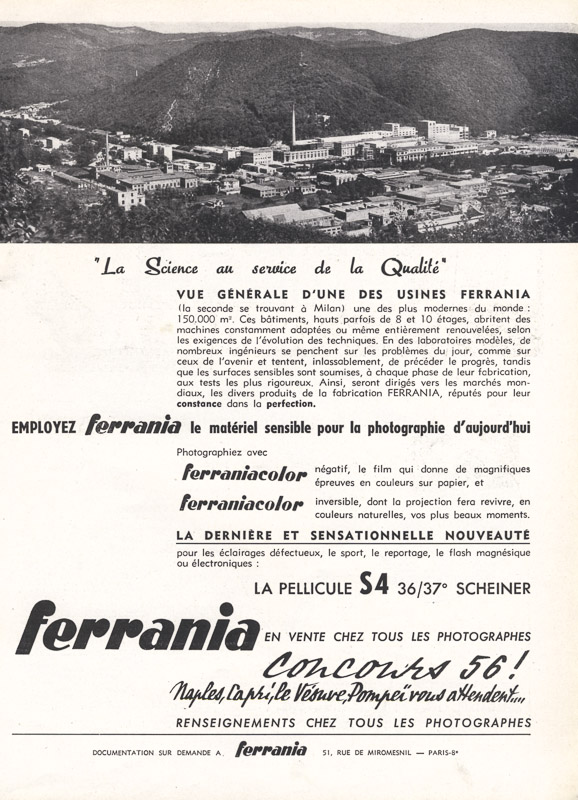 "La Science au service de la Qualité"
VUE GÉNÉRALE D'UNE DES USINES FERRANIA
(la seconde se trouvant à Milan) une des plus modernes du monde :
150.000 m². Ces bâtiments, hauts parfois de 8 et 10 étages, abritent des
machines constamment adaptées ou même entièrement renouvelées, selon
les exigences de l'évolution des techniques. En des laboratoires modèles, de
nombreux ingénieurs se penchent sur les problèmes du jour, comme sur
ceux de l'avenir et tentent, inlassablement, de précéder le progrès, tandis
que les surfaces sensibles sont soumises, à chaque phase de leur fabrication,
aux tests les plus rigoureux. Ainsi, seront dirigés vers les marchés mon-
diaux, les divers produits de la fabrication FERRANIA, réputés pour leur
constance dans la perfection.
EMPLOYEZ ferrania le matériel sensible pour la photographie d'aujourd'hui
Photographiez avec
ferraniacolor négatif, le film qui donne de magnifiques
épreuves en couleurs sur papier, et
ferraniacolor inversible, dont la projection fera revivre, en
couleurs naturelles, vos plus beaux moments.
LA DERNIÈRE ET SENSATIONNELLE NOUVEAUTÉ
pour les éclairages défectueux, le sport, le reportage, le flash magnésique
ou électroniques :
LA PELLICULE S4 36/37° SCHEINER
ferrania EN VENTE CHEZ TOUS LES PHOTOGRAPHES
Concours 56!
Naples, Capri, le Vésuve, Pompeï vous attendent....
RENSEIGNEMENTS CHEZ TOUS LES PHOTOGRAPHES
DOCUMENTATION SUR DEMANDE A. ferrania 51, RUE DE MIROMESNIL — PARIS-8e